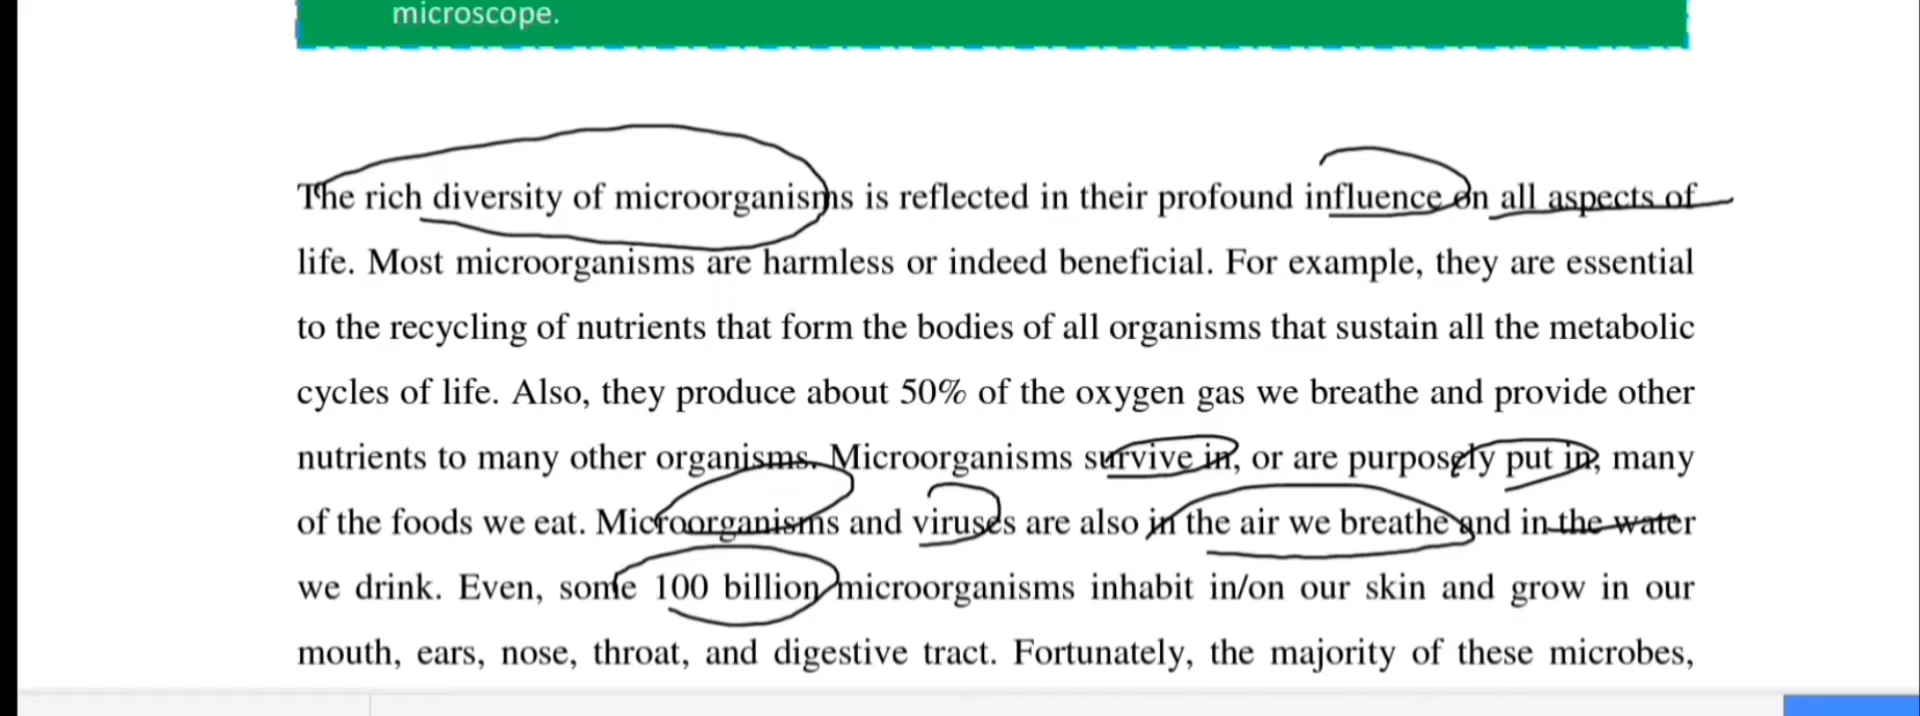 microscope.
The rich diversity of microorganisms is reflected in their profound influence on all aspects of
life. Most microorganisms are harmless or indeed beneficial. For example, they are essential
to the recycling of nutrients that form the bodies of all organisms that sustain all the metabolic
cycles of life. Also, they produce about 50% of the oxygen gas we breathe and provide other
nutrients to many other organisms. Microorganisms survive in, or are purposely put in, many
of the foods we eat. Microorganisms and viruses are also in the air we breathe and in the water
we drink. Even, some 100 billion microorganisms inhabit in/on our skin and grow in our
mouth, ears, nose, throat, and digestive tract. Fortunately, the majority of these microbes,